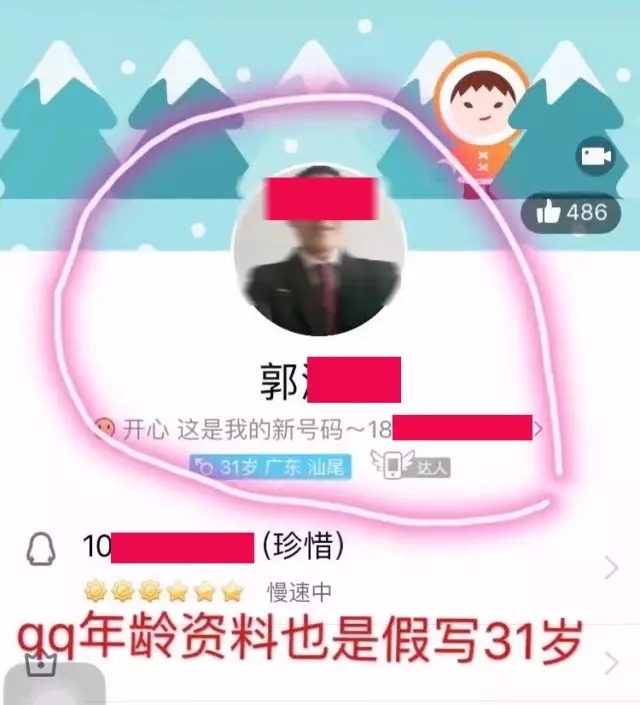 486
郭
开心 这是我的新号码～18
31岁 广东 汕尾
达人
10 (珍惜)
慢速中
qq年龄资料也是假写31岁